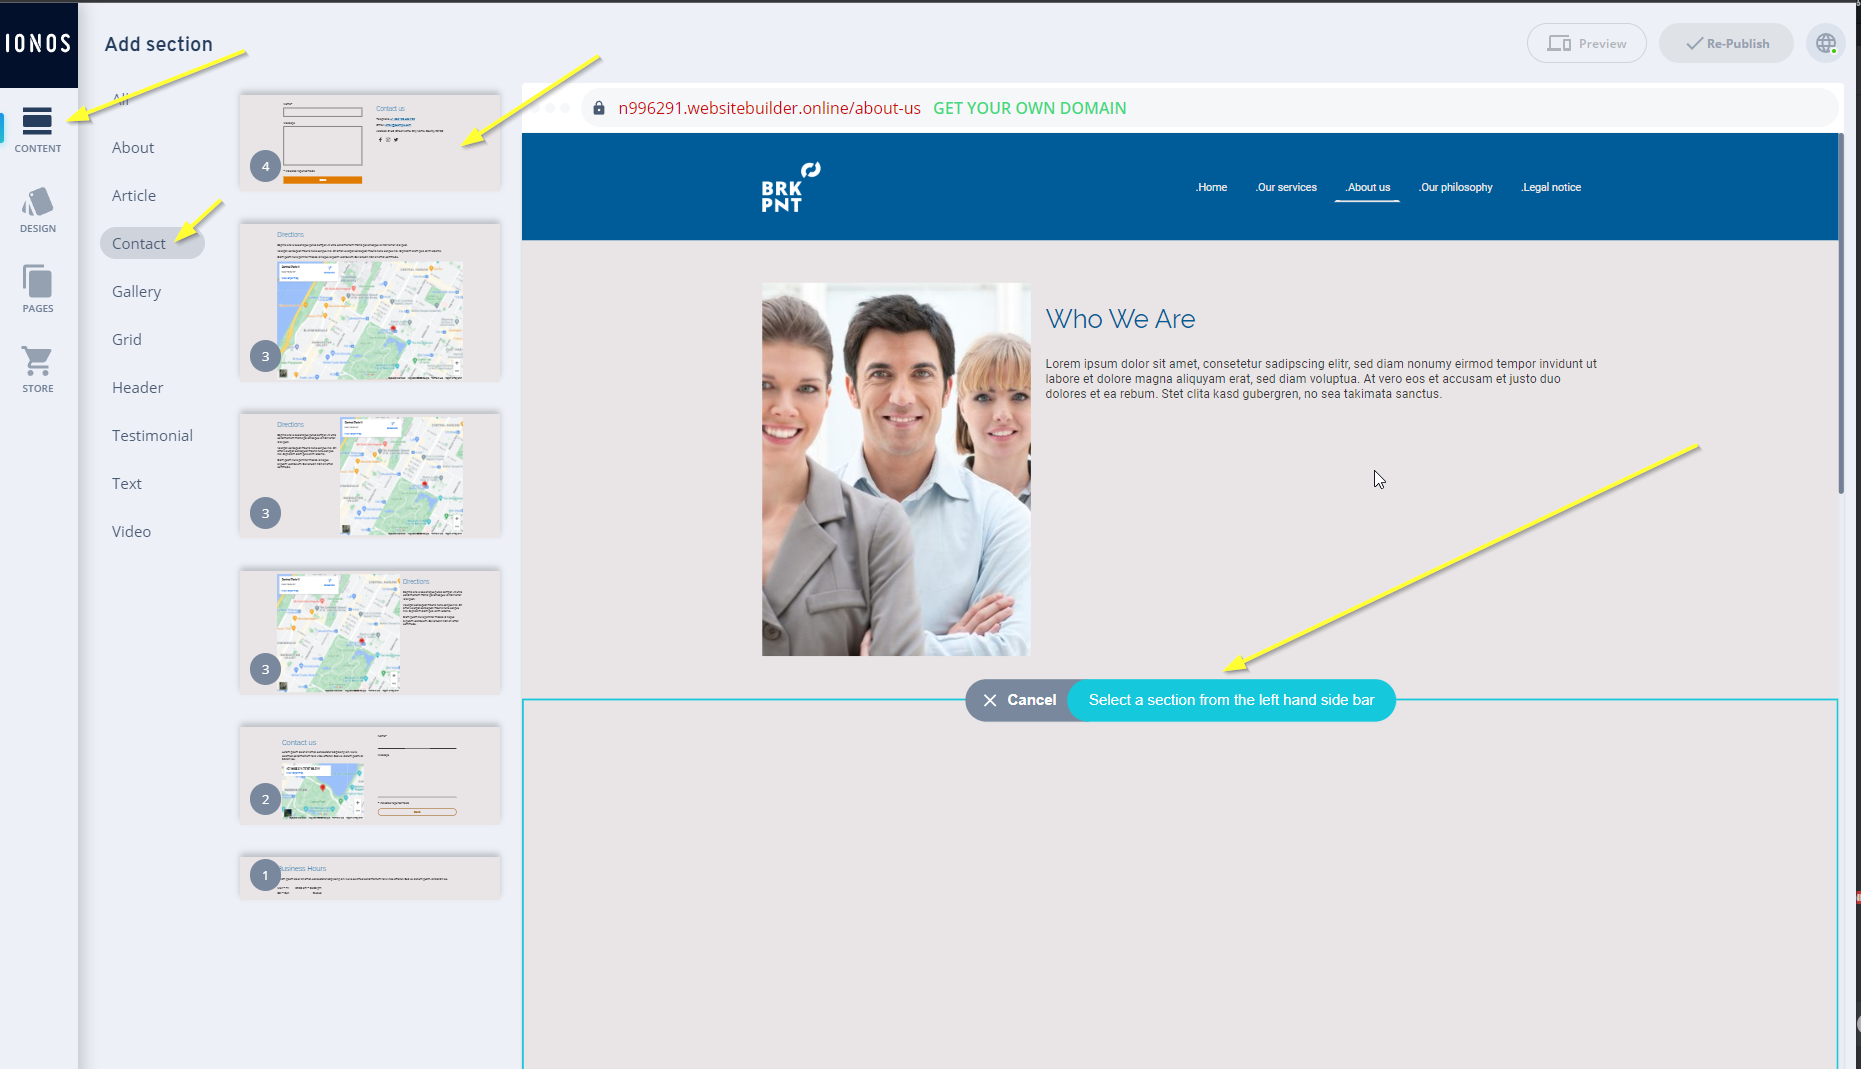 IONOS
Add section
Preview
Re-Publish
CONTENT
DESIGN
PAGES
STORE
All
About
Article
Contact
Gallery
Grid
Header
Testimonial
Text
Video
Contact us
4
Directions
3
Directions
3
Directions
3
Contact us
2
Business Hours
1
n996291.websitebuilder.online/about-us GET YOUR OWN DOMAIN
BRK
PNT
.Home .Our services .About us .Our philosophy .Legal notice
Who We Are
Lorem ipsum dolor sit amet, consetetur sadipscing elitr, sed diam nonumy eirmod tempor invidunt ut
labore et dolore magna aliquyam erat, sed diam voluptua. At vero eos et accusam et justo duo
dolores et ea rebum. Stet clita kasd gubergren, no sea takimata sanctus.
Cancel Select a section from the left hand side bar